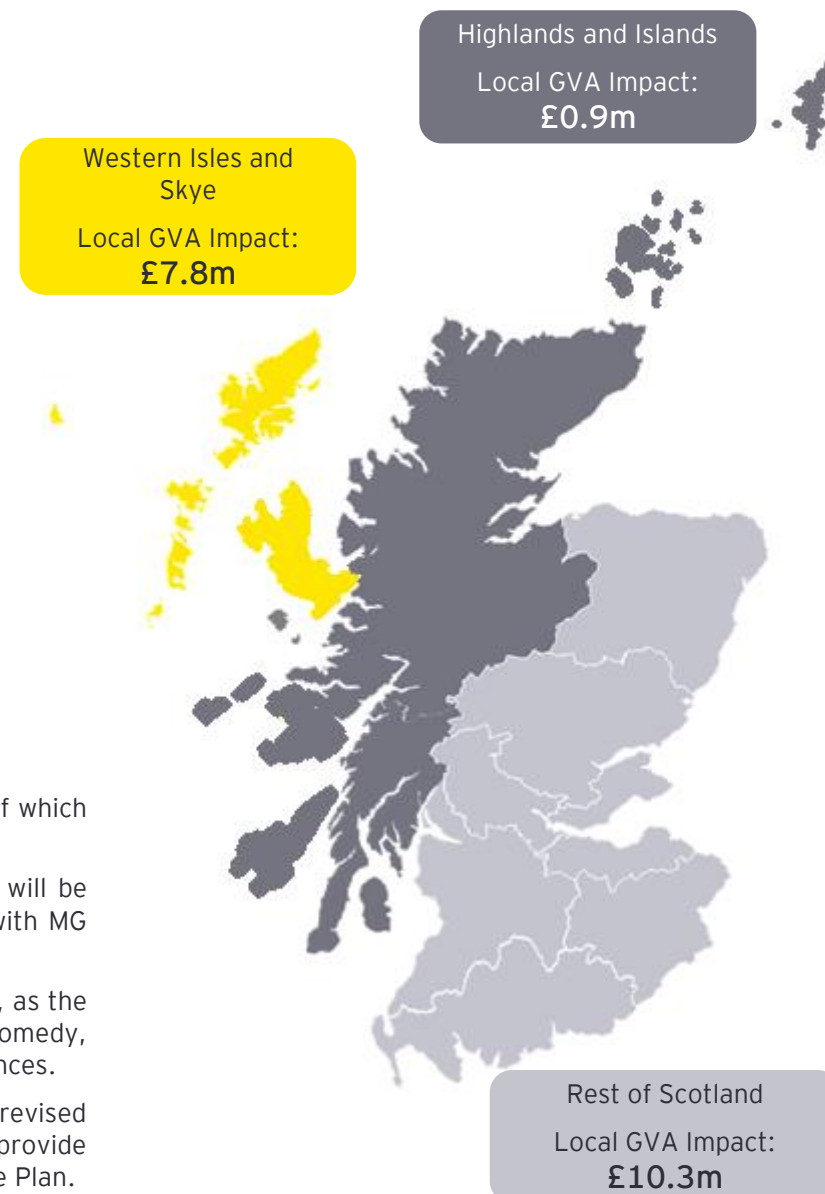 Highlands and Islands
Local GVA Impact:
£0.9m
Western Isles and
Skye
Local GVA Impact:
£7.8m
f which
will be
with MG
, as the
omedy,
nces.
revised
provide
e Plan.
Rest of Scotland
Local GVA Impact:
£10.3m